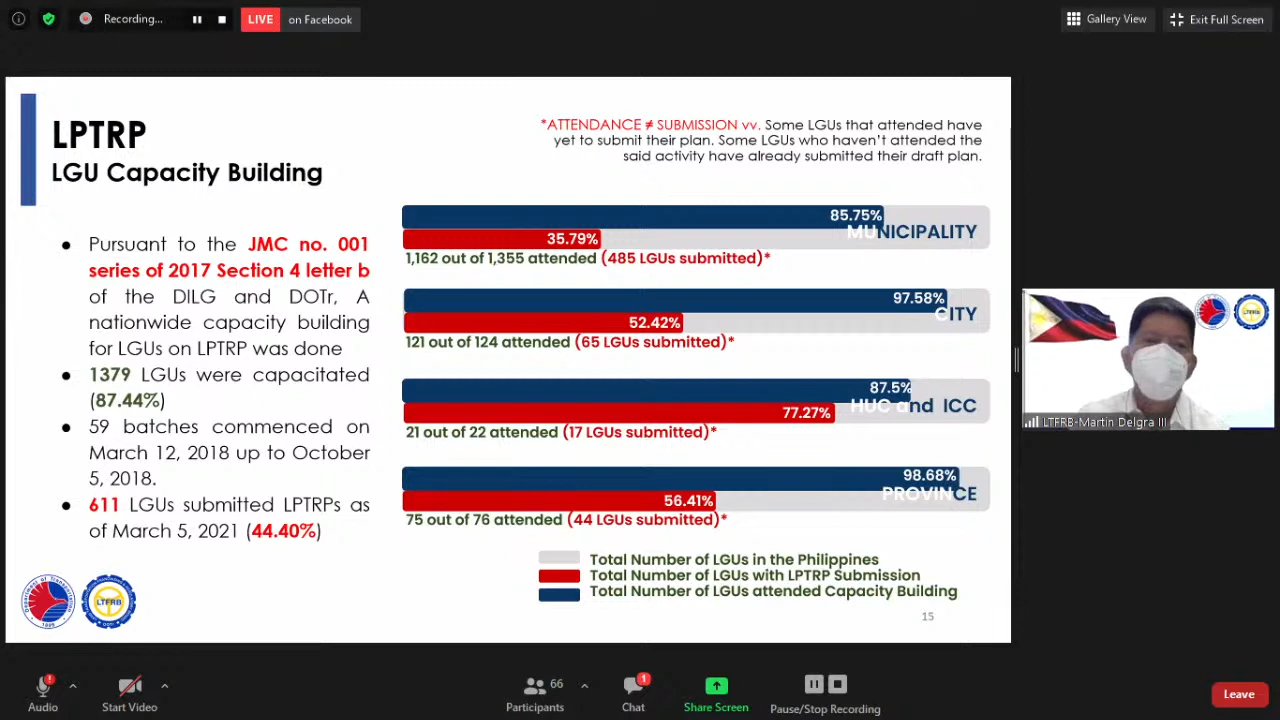 Recording...
LIVE on Facebook
Gallery View
Exit Full Screen
LPTRP
LGU Capacity Building
*ATTENDANCE ≠ SUBMISSION vv. Some LGUs that attended have
yet to submit their plan. Some LGUs who haven't attended the
said activity have already submitted their draft plan.
● Pursuant to the JMC no. 001
series of 2017 Section 4 letter b
of the DILG and DOTr, A
nationwide capacity building
for LGUs on LPTRP was done
● 1379 LGUs were capacitated
(87.44%)
● 59 batches commenced on
March 12, 2018 up to October
5, 2018.
● 611 LGUs submitted LPTRPs as
of March 5, 2021 (44.40%)
85.75%
MUNICIPALITY
35.79%
1,162 out of 1,355 attended (485 LGUs submitted)*
97.58%
CITY
52.42%
121 out of 124 attended (65 LGUs submitted)*
87.5%
HUC and ICC
77.27%
21 out of 22 attended (17 LGUs submitted)*
98.68%
PROVINCE
56.41%
75 out of 76 attended (44 LGUs submitted)*
Total Number of LGUs in the Philippines
Total Number of LGUs with LPTRP Submission
Total Number of LGUs attended Capacity Building
15
LTFRB
LTFRB-Martin Delgra III
Audio
Start Video
66
Participants
1
Chat
Share Screen
Pause/Stop Recording
Leave